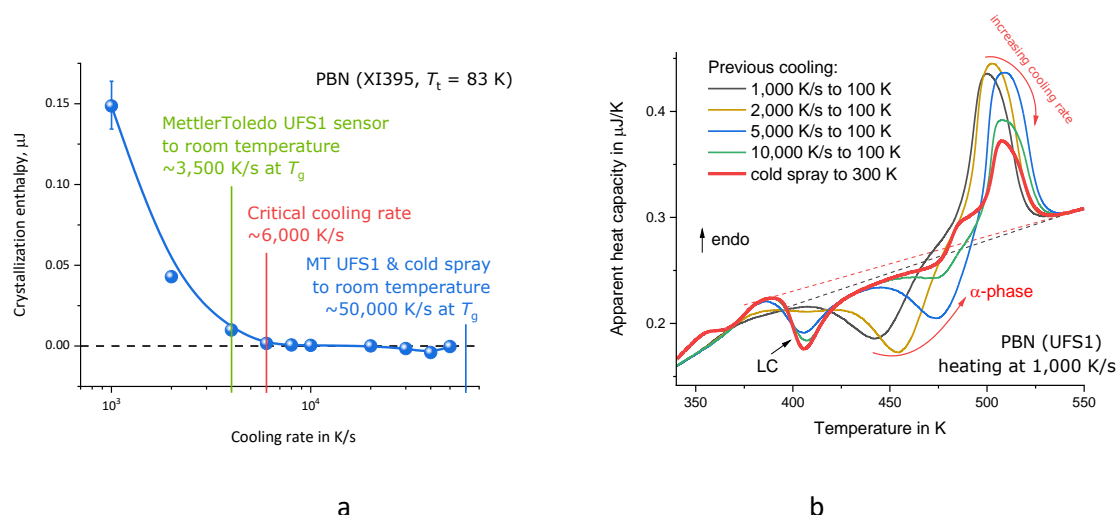 PBN (XI395, Tt = 83 K)
MettlerToledo UFS1 sensor
to room temperature
~3,500 K/s at Tg
Critical cooling rate
~6,000 K/s
MT UFS1 & cold spray
to room temperature
~50,000 K/s at Tg
0.15
0.10
0.05
0.00
Crystallization enthalpy, µJ
10³
10⁴
Cooling rate in K/s
a
Previous cooling:
1,000 K/s to 100 K
2,000 K/s to 100 K
5,000 K/s to 100 K
10,000 K/s to 100 K
cold spray to 300 K
increasing cooling rate
endo
LC
α-phase
PBN (UFS1)
heating at 1,000 K/s
0.4
0.3
0.2
Apparent heat capacity in µJ/K
350
400
450
500
550
Temperature in K
b